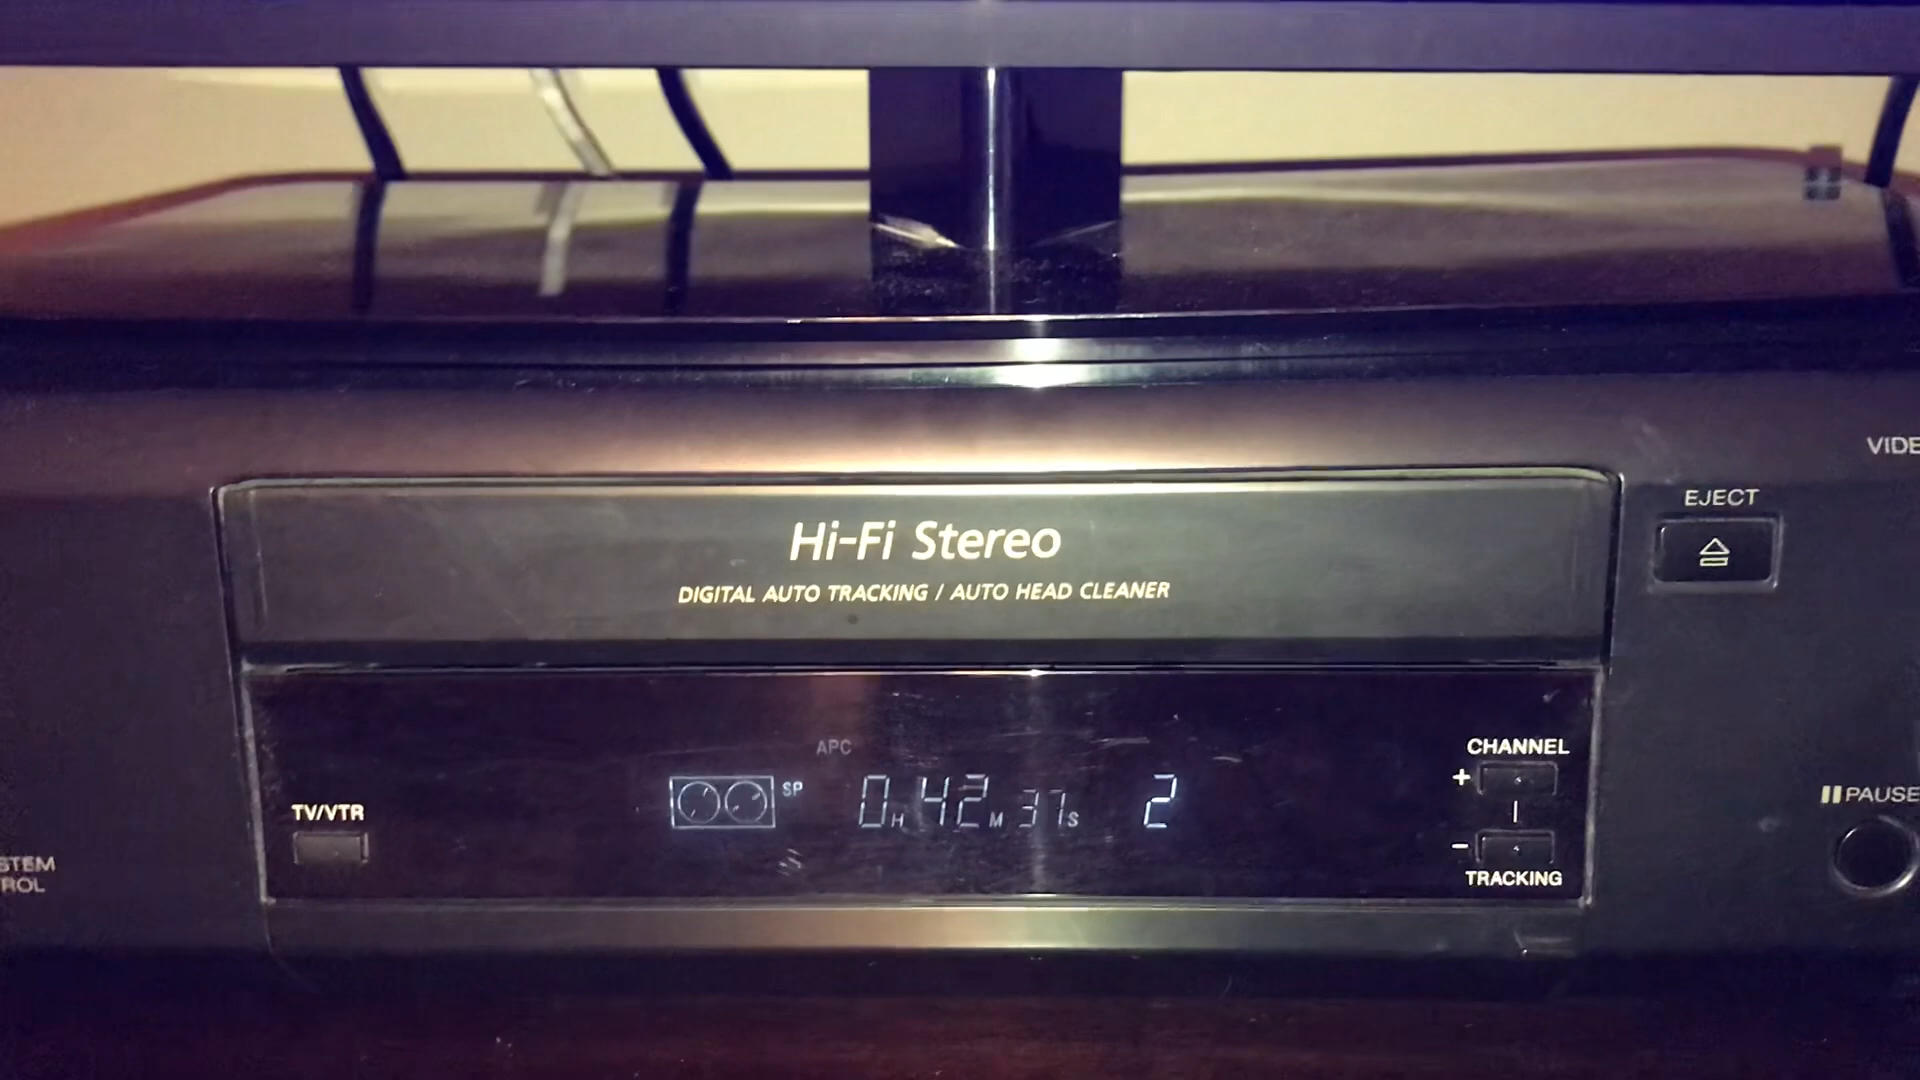 VIDE
EJECT
Hi-Fi Stereo
DIGITAL AUTO TRACKING / AUTO HEAD CLEANER
APC
CHANNEL
+
SP
0H 42M 37S 2
TV/VTR
PAUSE
−
STEM
ROL
TRACKING